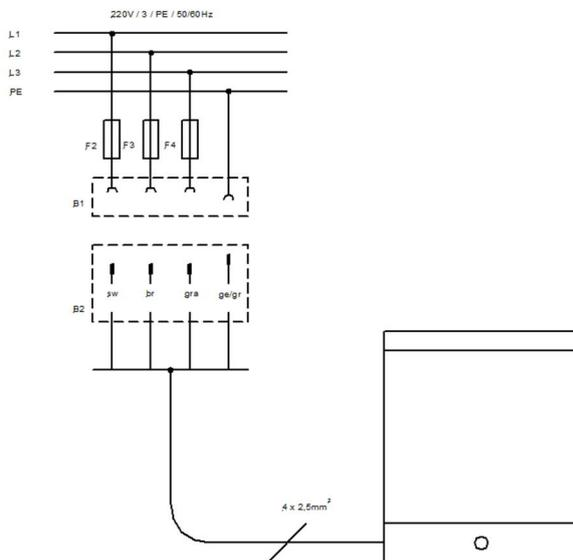 220V / 3 / PE / 50/60Hz
L1
L2
L3
PE
F2 F3 F4
B1
sw br gra ge/gr
B2
4 x 2,5mm²